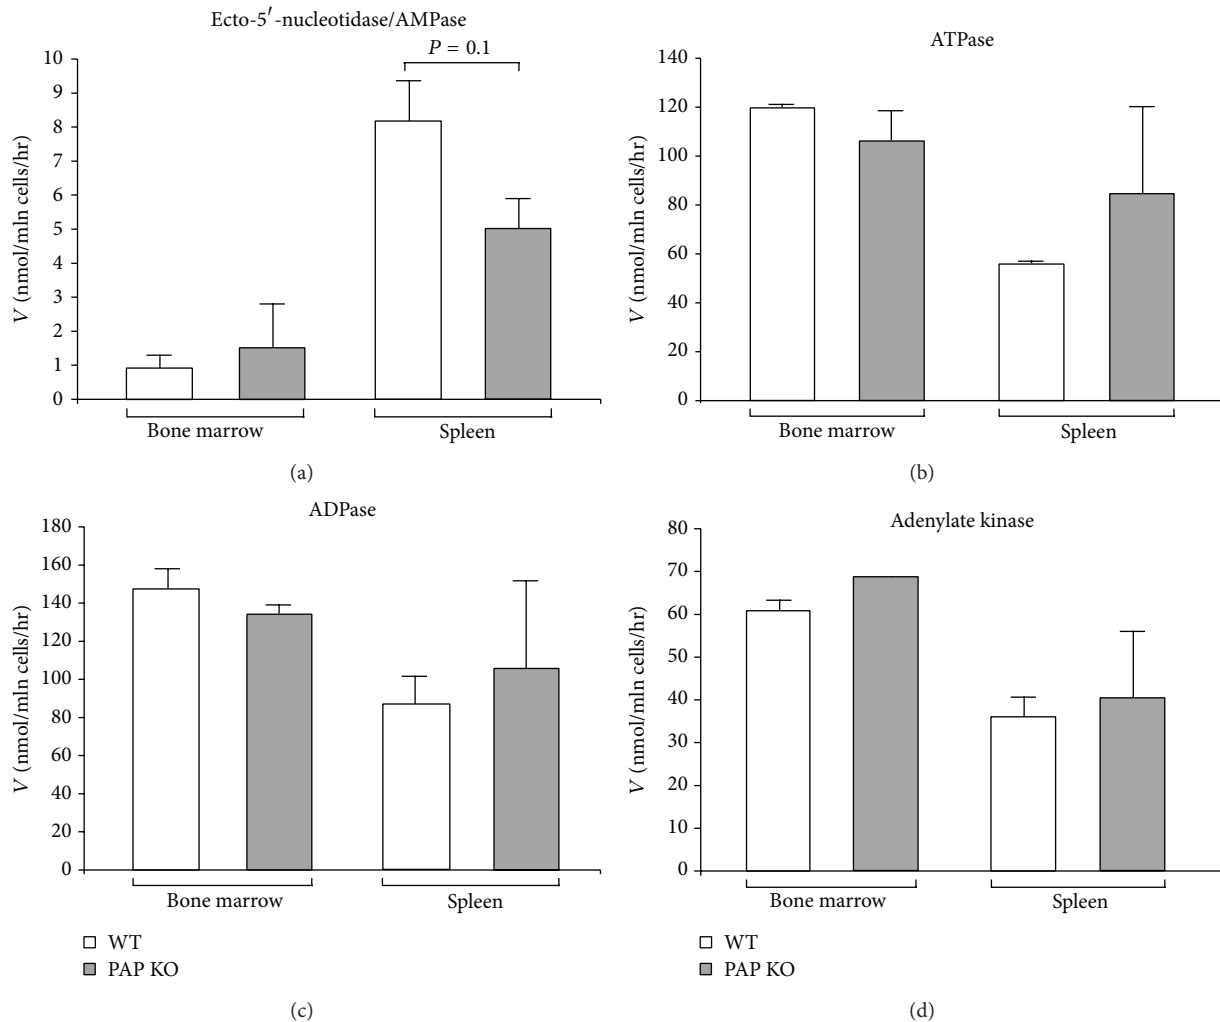 Ecto-5′-nucleotidase/AMPase
P = 0.1
10
9
8
7
6
5
4
3
2
1
0
V (nmol/mln cells/hr)
Bone marrow
Spleen
(a)
ATPase
140
120
100
80
60
40
20
0
V (nmol/mln cells/hr)
Bone marrow
Spleen
(b)
ADPase
180
160
140
120
100
80
60
40
20
0
V (nmol/mln cells/hr)
Bone marrow
Spleen
WT
PAP KO
(c)
Adenylate kinase
80
70
60
50
40
30
20
10
0
V (nmol/mln cells/hr)
Bone marrow
Spleen
WT
PAP KO
(d)